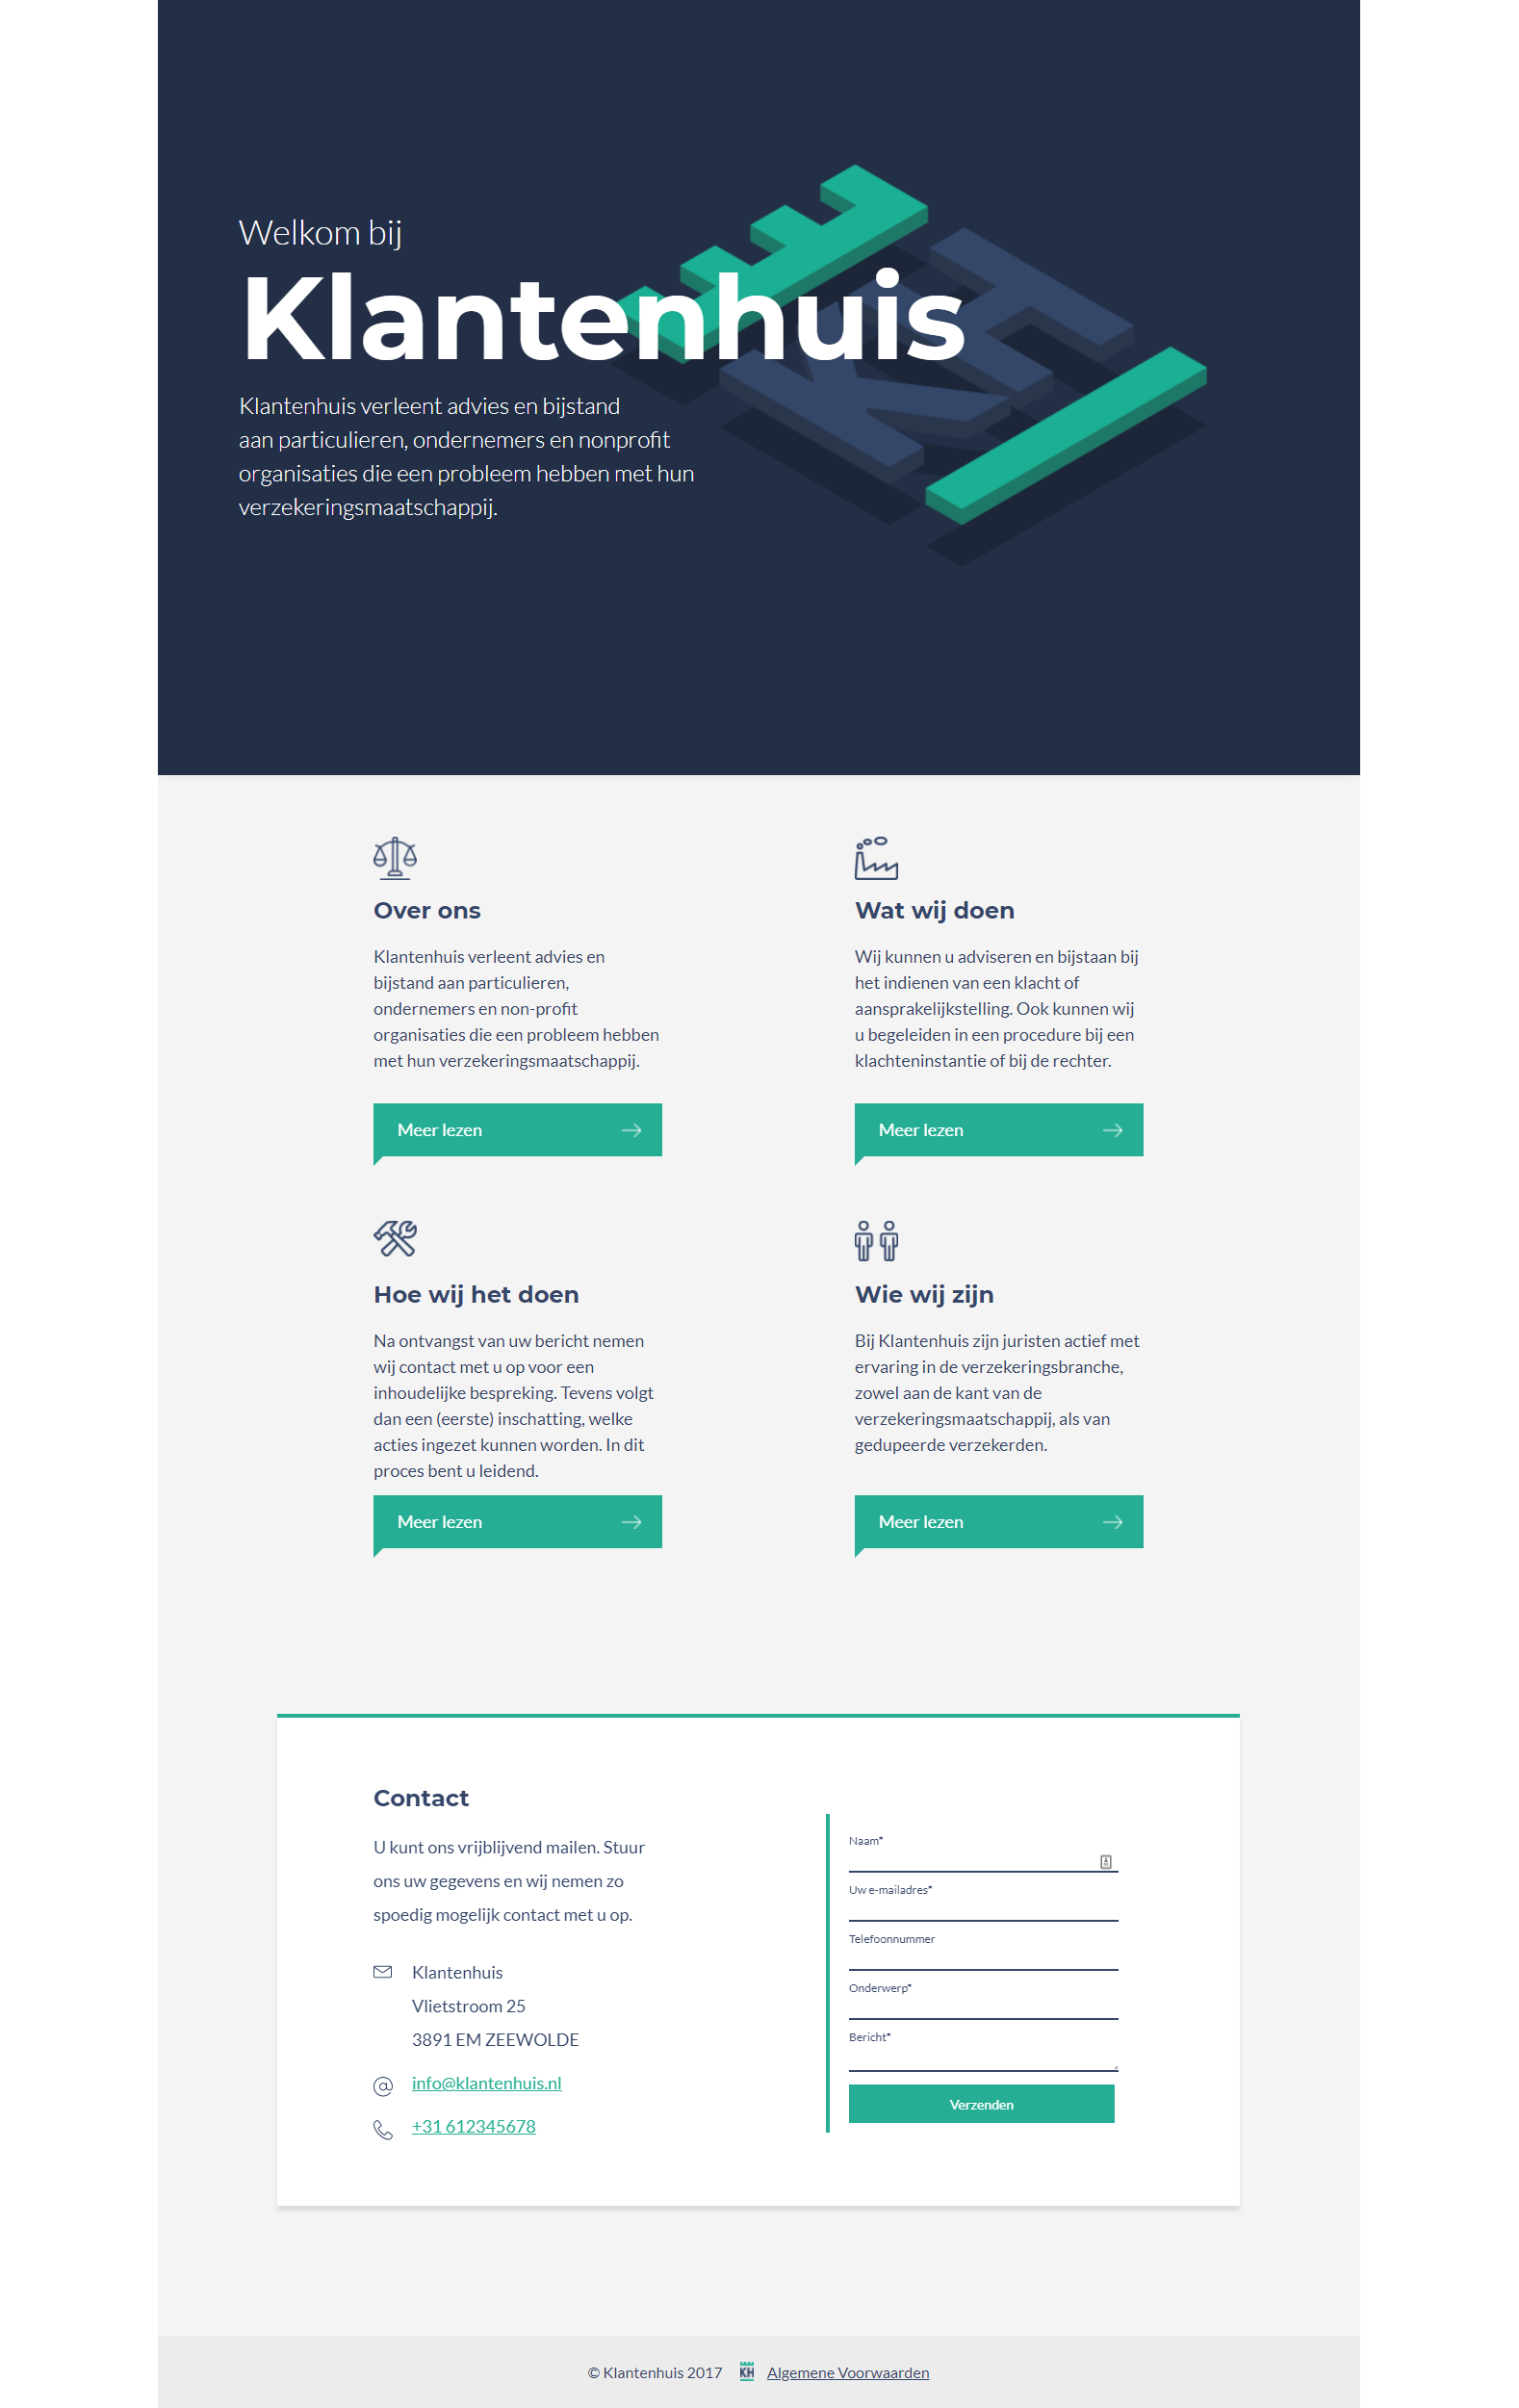 Welkom bij
Klantenhuis
Klantenhuis verleent advies en bijstand
aan particulieren, ondernemers en nonprofit
organisaties die een probleem hebben met hun
verzekeringsmaatschappij.
Over ons
Klantenhuis verleent advies en
bijstand aan particulieren,
ondernemers en non-profit
organisaties die een probleem hebben
met hun verzekeringsmaatschappij.
Meer lezen
Wat wij doen
Wij kunnen u adviseren en bijstaan bij
het indienen van een klacht of
aansprakelijkstelling. Ook kunnen wij
u begeleiden in een procedure bij een
klachteninstantie of bij de rechter.
Meer lezen
Hoe wij het doen
Na ontvangst van uw bericht nemen
wij contact met u op voor een
inhoudelijke bespreking. Tevens volgt
dan een (eerste) inschatting, welke
acties ingezet kunnen worden. In dit
proces bent u leidend.
Meer lezen
Wie wij zijn
Bij Klantenhuis zijn juristen actief met
ervaring in de verzekeringsbranche,
zowel aan de kant van de
verzekeringsmaatschappij, als van
gedupeerde verzekerden.
Meer lezen
Contact
U kunt ons vrijblijvend mailen. Stuur
ons uw gegevens en wij nemen zo
spoedig mogelijk contact met u op.
Klantenhuis
Vlietstroom 25
3891 EM ZEEWOLDE
info@klantenhuis.nl
+31 612345678
Naam*
Uw e-mailadres*
Telefoonnummer
Onderwerp*
Bericht*
Verzenden
© Klantenhuis 2017 KH Algemene Voorwaarden